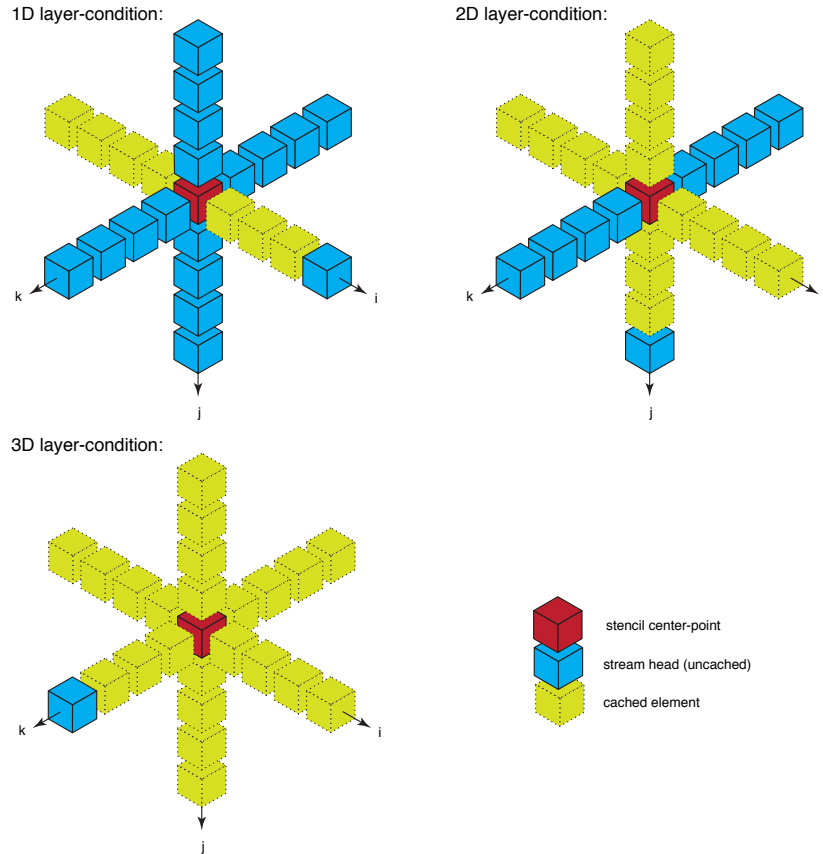 1D layer-condition:
2D layer-condition:
k
i
j
k
j
3D layer-condition:
k
i
j
stencil center-point
stream head (uncached)
cached element